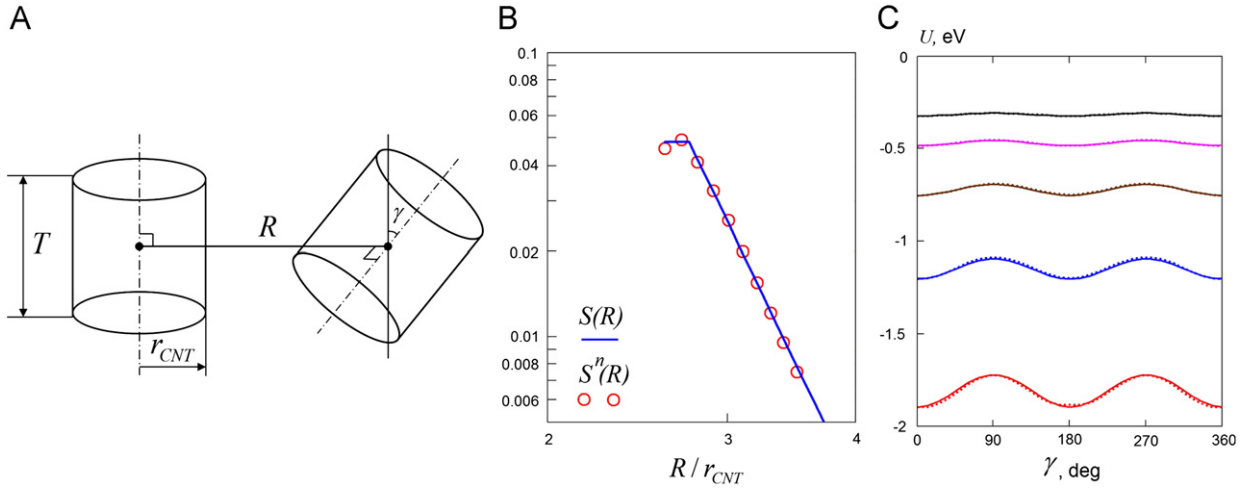 A
T
R
γ
r_CNT
B
0.1
0.08
0.06
0.04
0.02
0.01
0.008
0.006
S(R)
S^n(R)
2
3
4
R / r_CNT
C
U, eV
0
-0.5
-1
-1.5
-2
0
90
180
270
360
γ, deg